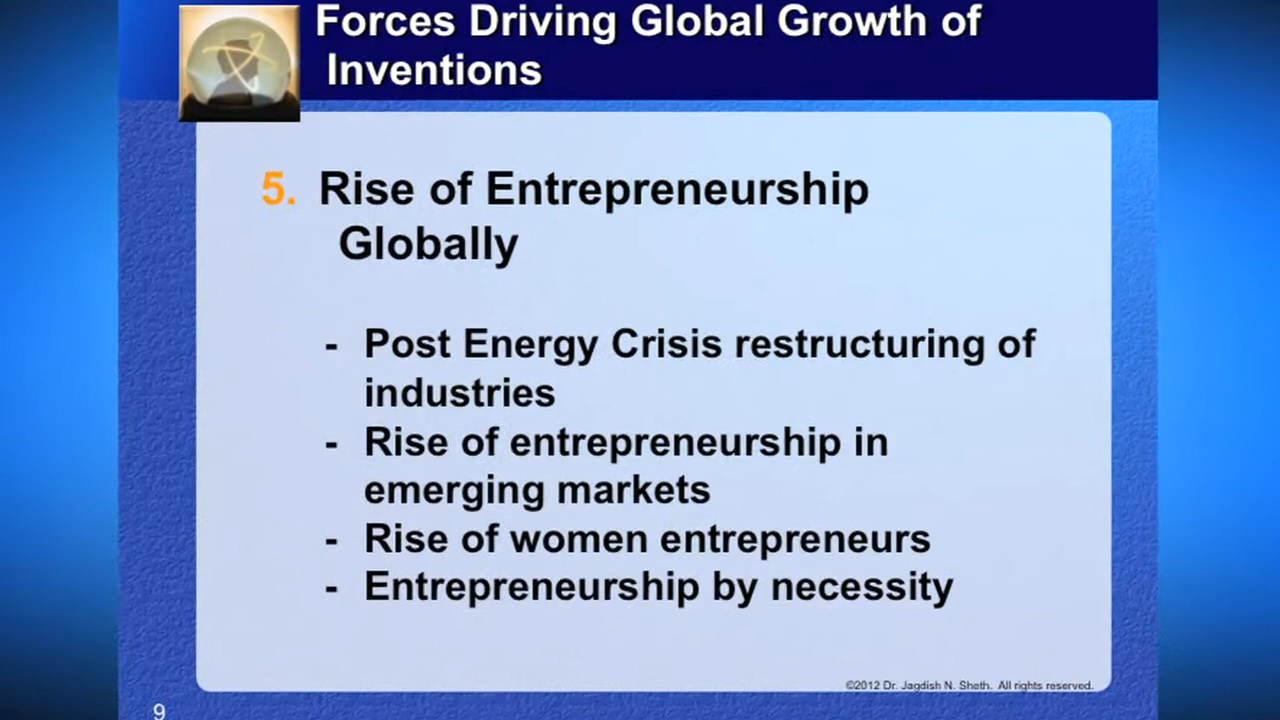 Forces Driving Global Growth of
Inventions
5. Rise of Entrepreneurship
Globally
- Post Energy Crisis restructuring of
industries
- Rise of entrepreneurship in
emerging markets
- Rise of women entrepreneurs
- Entrepreneurship by necessity
©2012 Dr. Jagdish N. Sheth. All rights reserved.
9